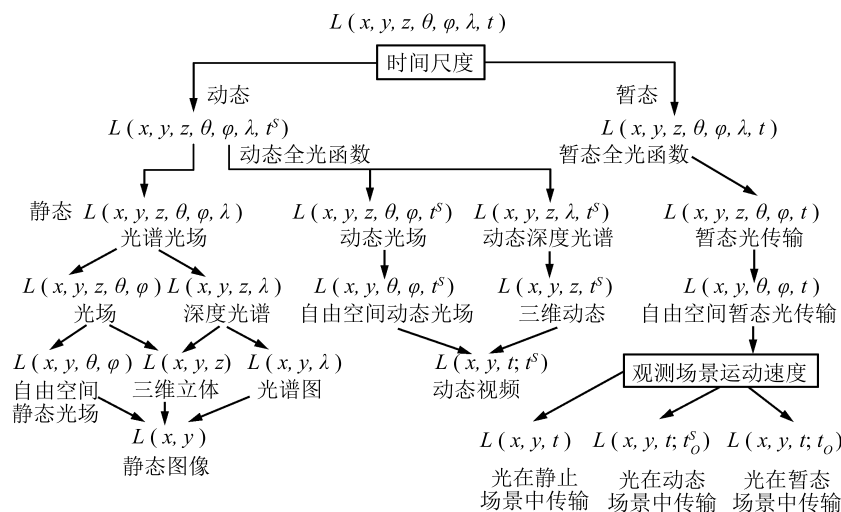 L ( x, y, z, θ, φ, λ, t )
时间尺度
动态
暂态
L ( x, y, z, θ, φ, λ, tˢ)
L ( x, y, z, θ, φ, λ, t )
动态全光函数
暂态全光函数
静态 L ( x, y, z, θ, φ, λ )
光谱光场
L ( x, y, z, θ, φ, tˢ)
动态光场
L ( x, y, z, λ, tˢ)
动态深度光谱
L ( x, y, z, θ, φ, t )
暂态光传输
L ( x, y, z, θ, φ )
光场
L ( x, y, z, λ )
深度光谱
L ( x, y, θ, φ, tˢ)
自由空间动态光场
L ( x, y, z, tˢ)
三维动态
L ( x, y, θ, φ, t )
自由空间暂态光传输
L ( x, y, θ, φ )
自由空间
静态光场
L ( x, y, z )
三维立体
L ( x, y, λ )
光谱图
L ( x, y, t; tˢ)
动态视频
观测场景运动速度
L ( x, y )
静态图像
L ( x, y, t )
光在静止
场景中传输
L ( x, y, t; t_O^S )
光在动态
场景中传输
L ( x, y, t; t_O )
光在暂态
场景中传输